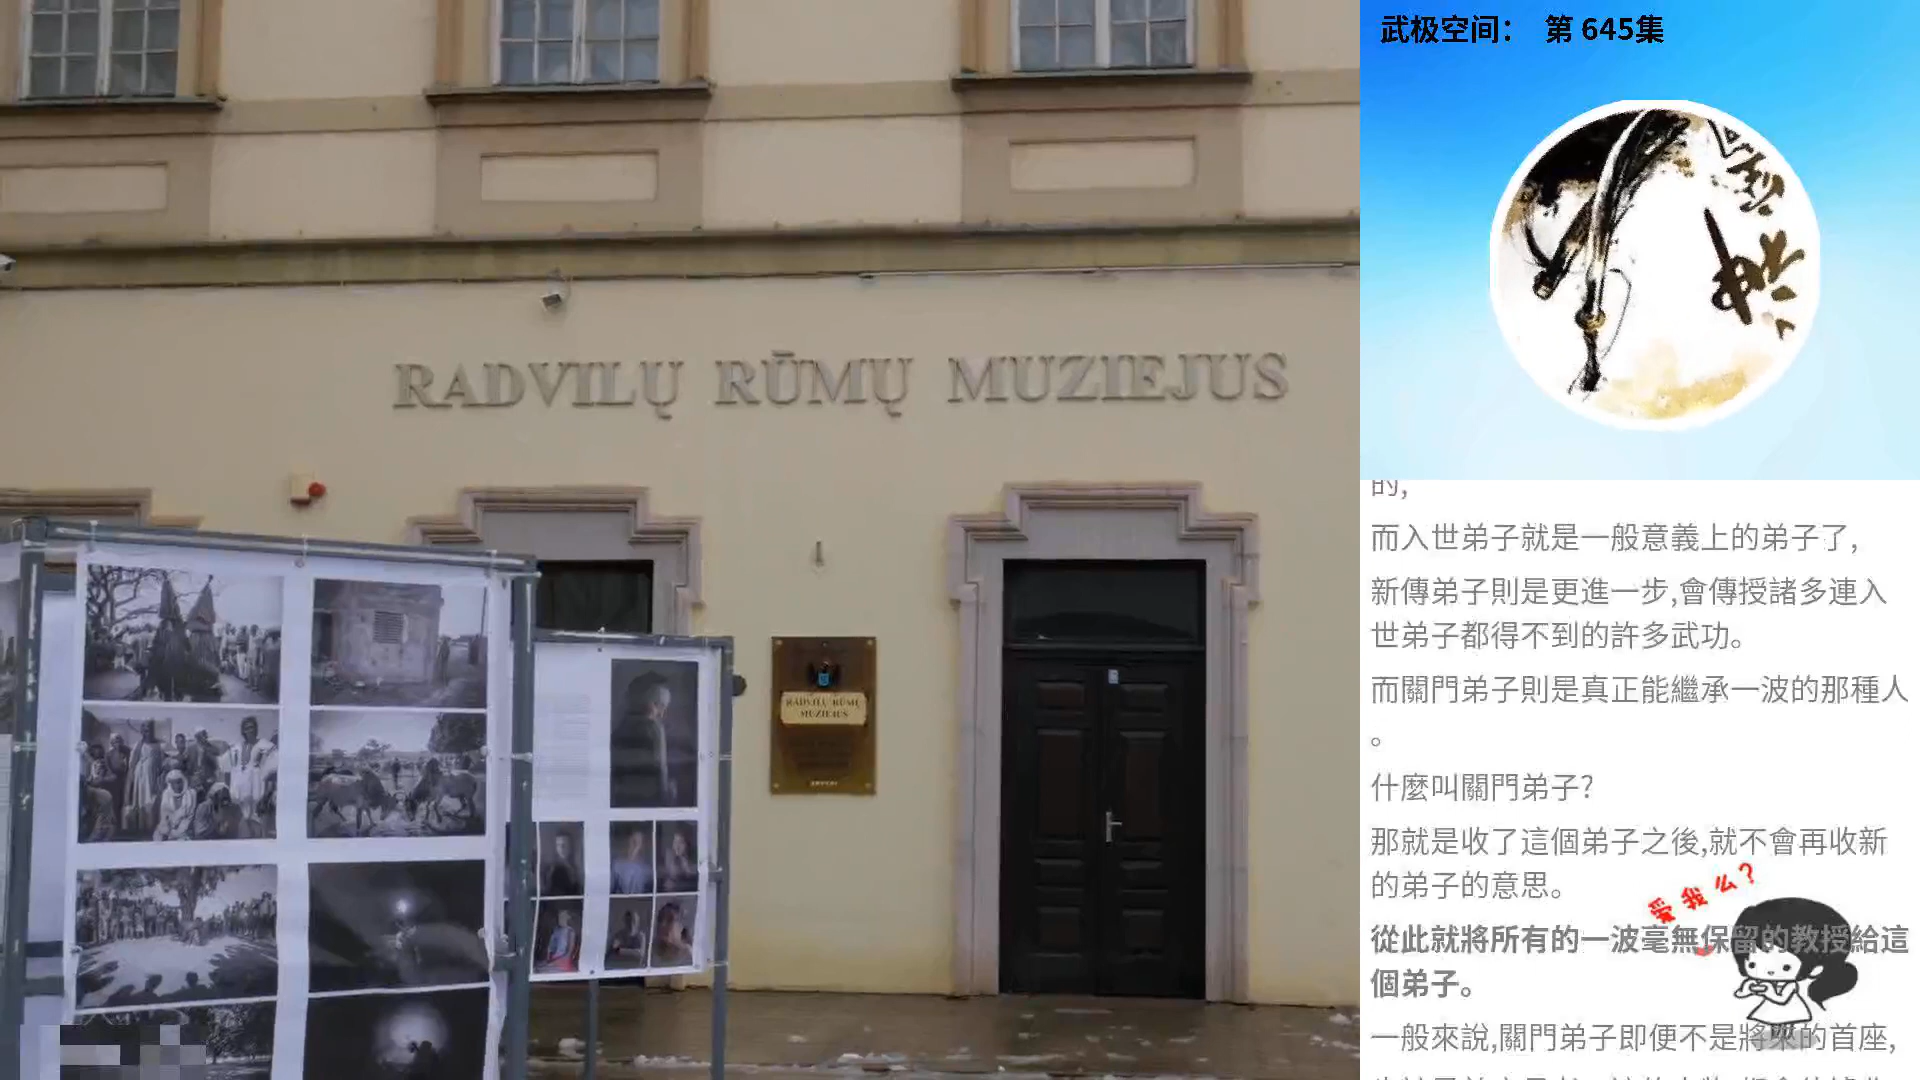 武极空间： 第 645集
RADVILŲ RŪMŲ MUZIEJUS
RADVILŲ RŪMŲ
MUZIEJUS
的,
而入世弟子就是一般意義上的弟子了,
新傳弟子則是更進一步,會傳授諸多連入
世弟子都得不到的許多武功。
而關門弟子則是真正能繼承一波的那種人
。
什麼叫關門弟子?
那就是收了這個弟子之後,就不會再收新
的弟子的意思。
爱我么？
從此就將所有的一波毫無保留的教授給這
個弟子。
一般來說,關門弟子即便不是將來的首座,